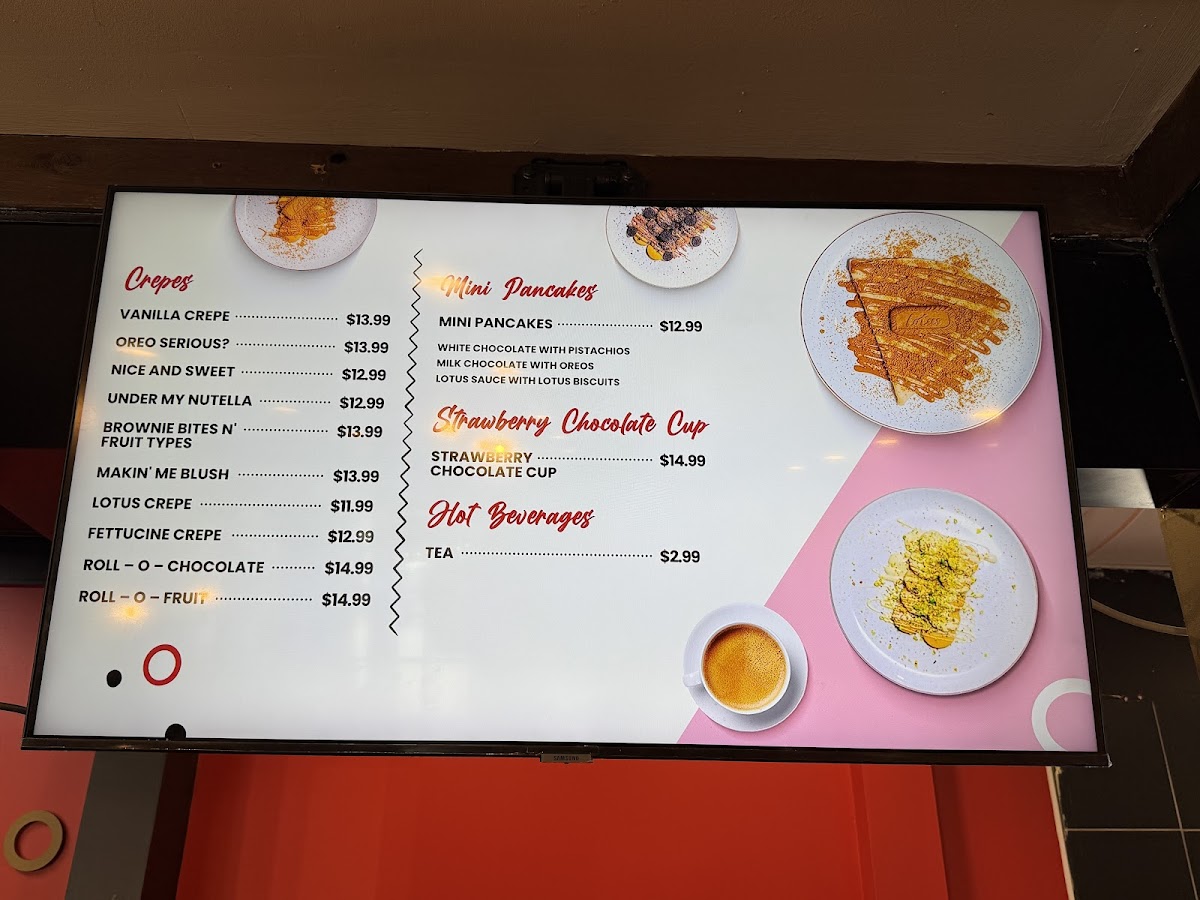 Crepes
VANILLA CREPE $13.99
OREO SERIOUS? $13.99
NICE AND SWEET $12.99
UNDER MY NUTELLA $12.99
BROWNIE BITES N' $13.99
FRUIT TYPES
MAKIN' ME BLUSH $13.99
LOTUS CREPE $11.99
FETTUCINE CREPE $12.99
ROLL – O – CHOCOLATE $14.99
ROLL – O – FRUIT $14.99
Mini Pancakes
MINI PANCAKES $12.99
WHITE CHOCOLATE WITH PISTACHIOS
MILK CHOCOLATE WITH OREOS
LOTUS SAUCE WITH LOTUS BISCUITS
Strawberry Chocolate Cup
STRAWBERRY $14.99
CHOCOLATE CUP
Hot Beverages
TEA $2.99
Lotus
SAMSUNG